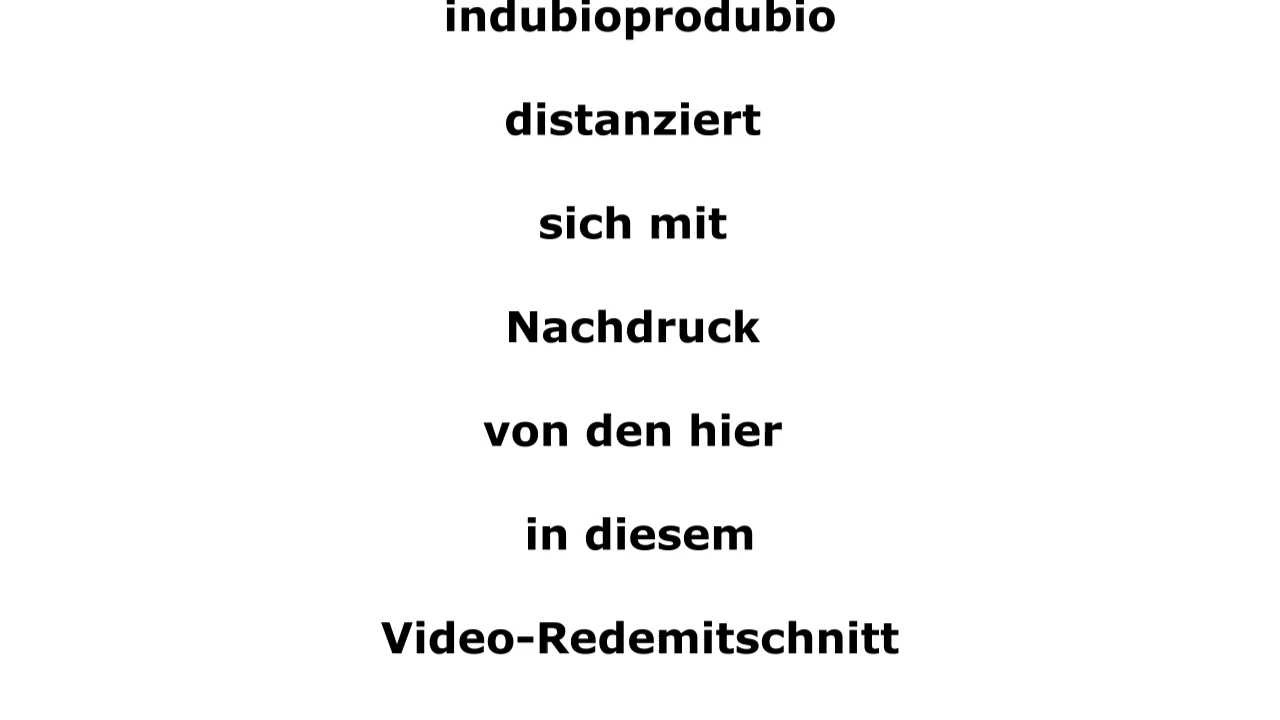 indubioprodubio
distanziert
sich mit
Nachdruck
von den hier
in diesem
Video-Redemitschnitt